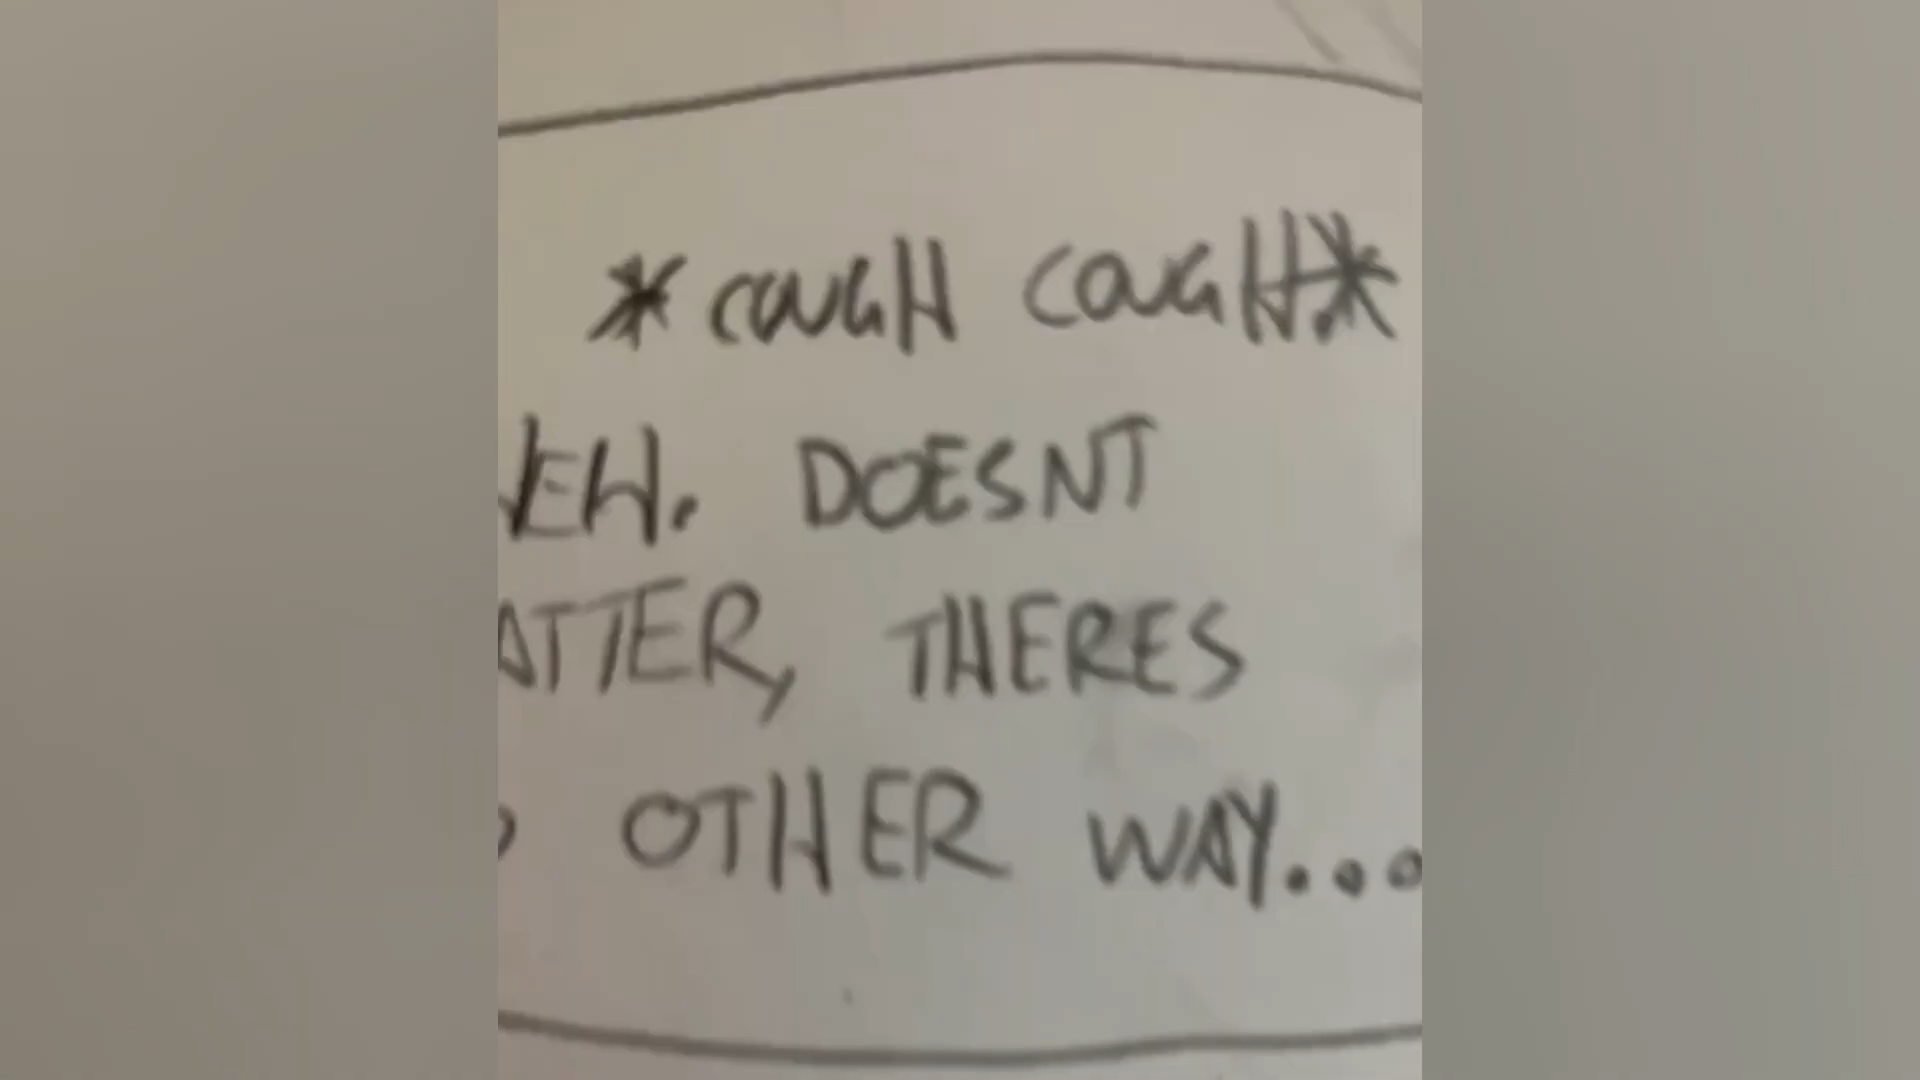 *COUGH COUGH*
EH. DOESNT
ATTER, THERES
OTHER WAY...